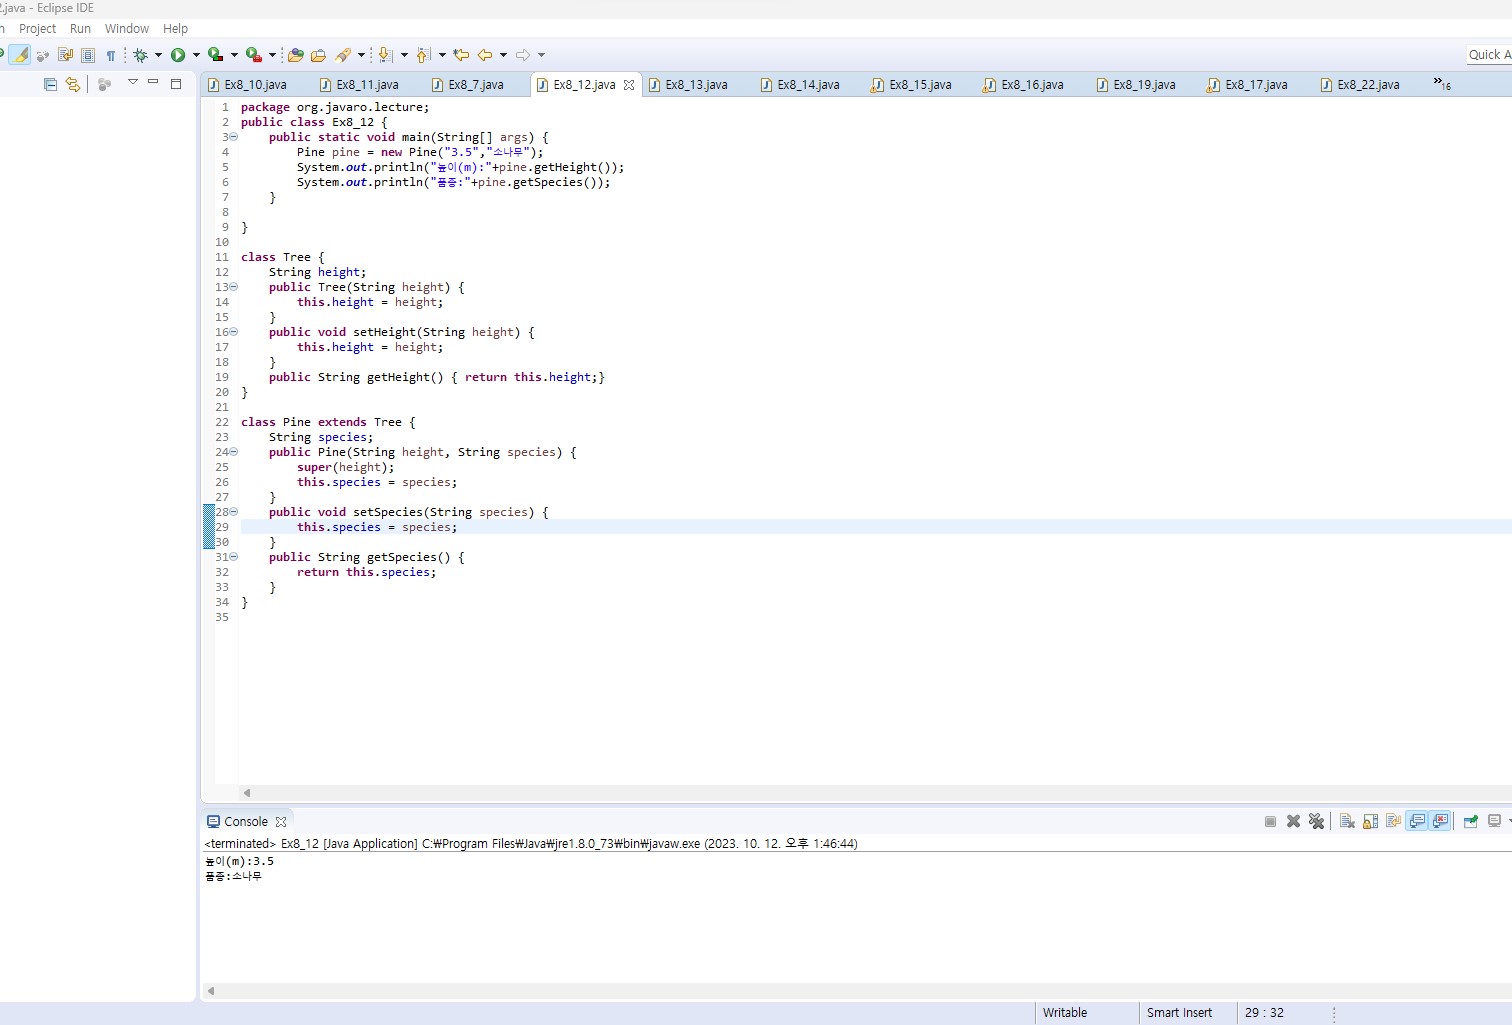 2.java - Eclipse IDE
h Project Run Window Help
Quick A
Ex8_10.java Ex8_11.java Ex8_7.java Ex8_12.java Ex8_13.java Ex8_14.java Ex8_15.java Ex8_16.java Ex8_19.java Ex8_17.java Ex8_22.java »16
1 package org.javaro.lecture;
2 public class Ex8_12 {
3 public static void main(String[] args) {
4 Pine pine = new Pine("3.5","소나무");
5 System.out.println("높이(m):"+pine.getHeight());
6 System.out.println("품종:"+pine.getSpecies());
7 }
8
9 }
10
11 class Tree {
12 String height;
13 public Tree(String height) {
14 this.height = height;
15 }
16 public void setHeight(String height) {
17 this.height = height;
18 }
19 public String getHeight() { return this.height;}
20 }
21
22 class Pine extends Tree {
23 String species;
24 public Pine(String height, String species) {
25 super(height);
26 this.species = species;
27 }
28 public void setSpecies(String species) {
29 this.species = species;
30 }
31 public String getSpecies() {
32 return this.species;
33 }
34 }
35
Console
<terminated> Ex8_12 [Java Application] C:₩Program Files₩Java₩jre1.8.0_73₩bin₩javaw.exe (2023. 10. 12. 오후 1:46:44)
높이(m):3.5
품종:소나무
Writable Smart Insert 29 : 32